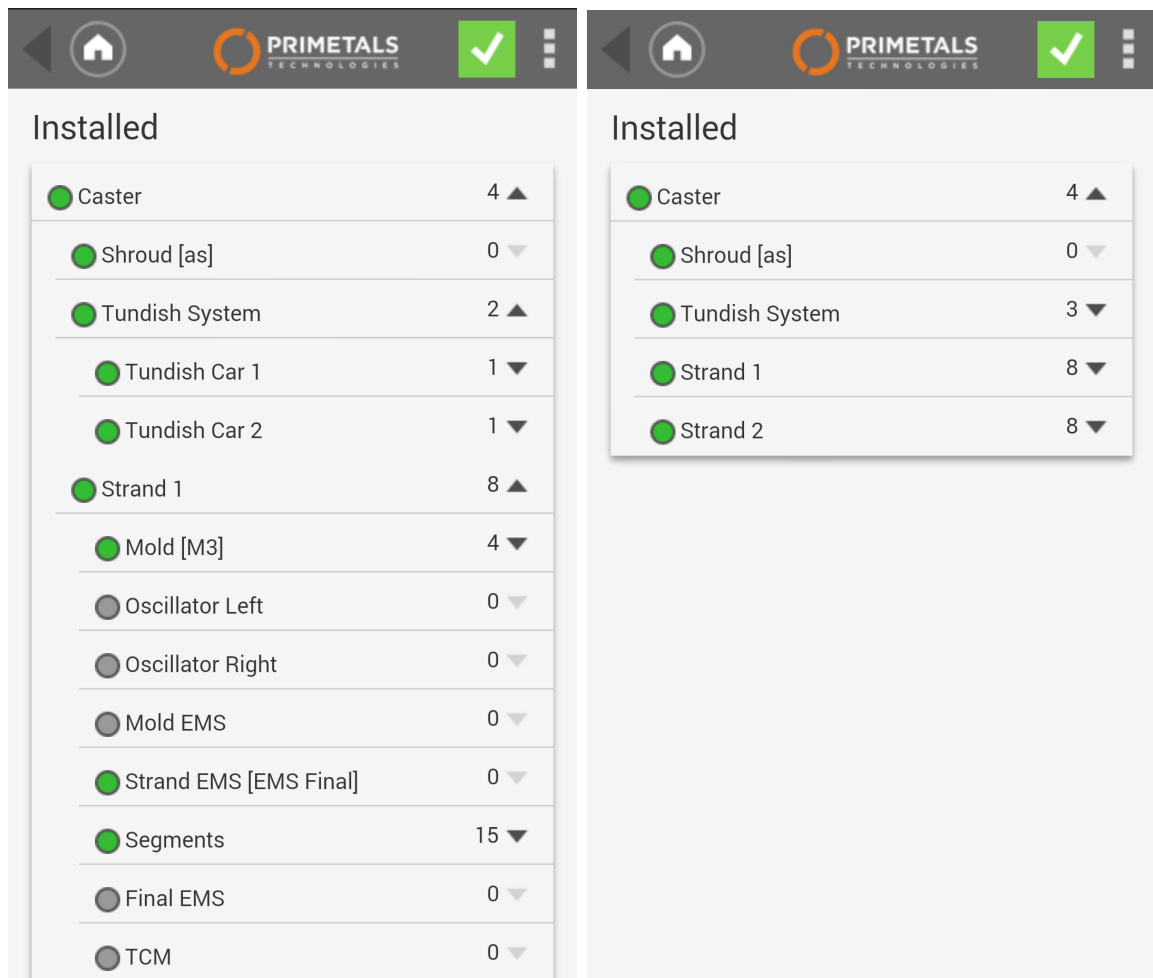 PRIMETALS
TECHNOLOGIES
Installed
Caster 4
Shroud [as] 0
Tundish System 2
Tundish Car 1 1
Tundish Car 2 1
Strand 1 8
Mold [M3] 4
Oscillator Left 0
Oscillator Right 0
Mold EMS 0
Strand EMS [EMS Final] 0
Segments 15
Final EMS 0
TCM 0
PRIMETALS
TECHNOLOGIES
Installed
Caster 4
Shroud [as] 0
Tundish System 3
Strand 1 8
Strand 2 8